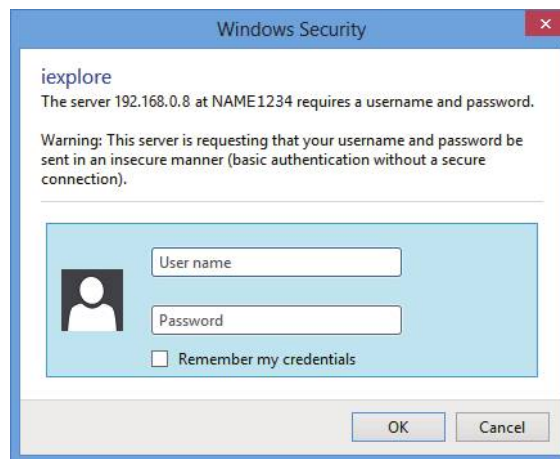 Windows Security
iexplore
The server 192.168.0.8 at NAME1234 requires a username and password.
Warning: This server is requesting that your username and password be
sent in an insecure manner (basic authentication without a secure
connection).
User name
Password
Remember my credentials
OK Cancel